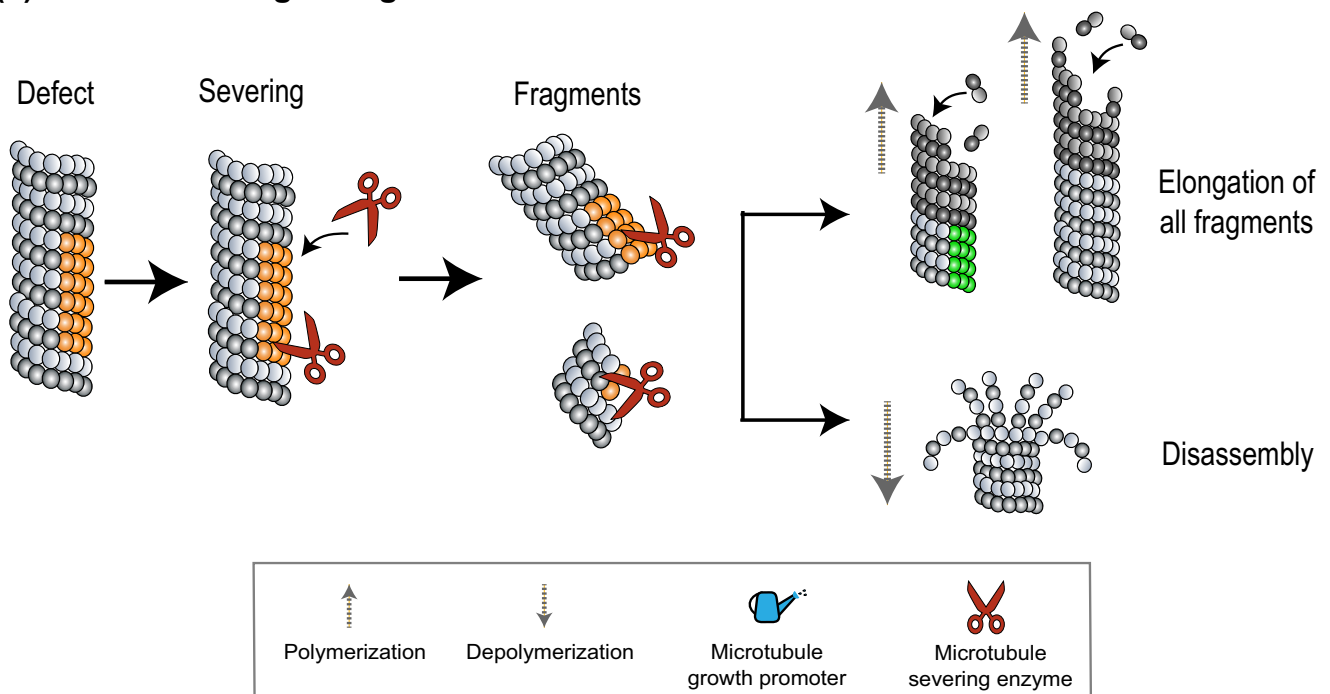 Defect
Severing
Fragments
Elongation of
all fragments
Disassembly
Polymerization
Depolymerization
Microtubule
growth promoter
Microtubule
severing enzyme